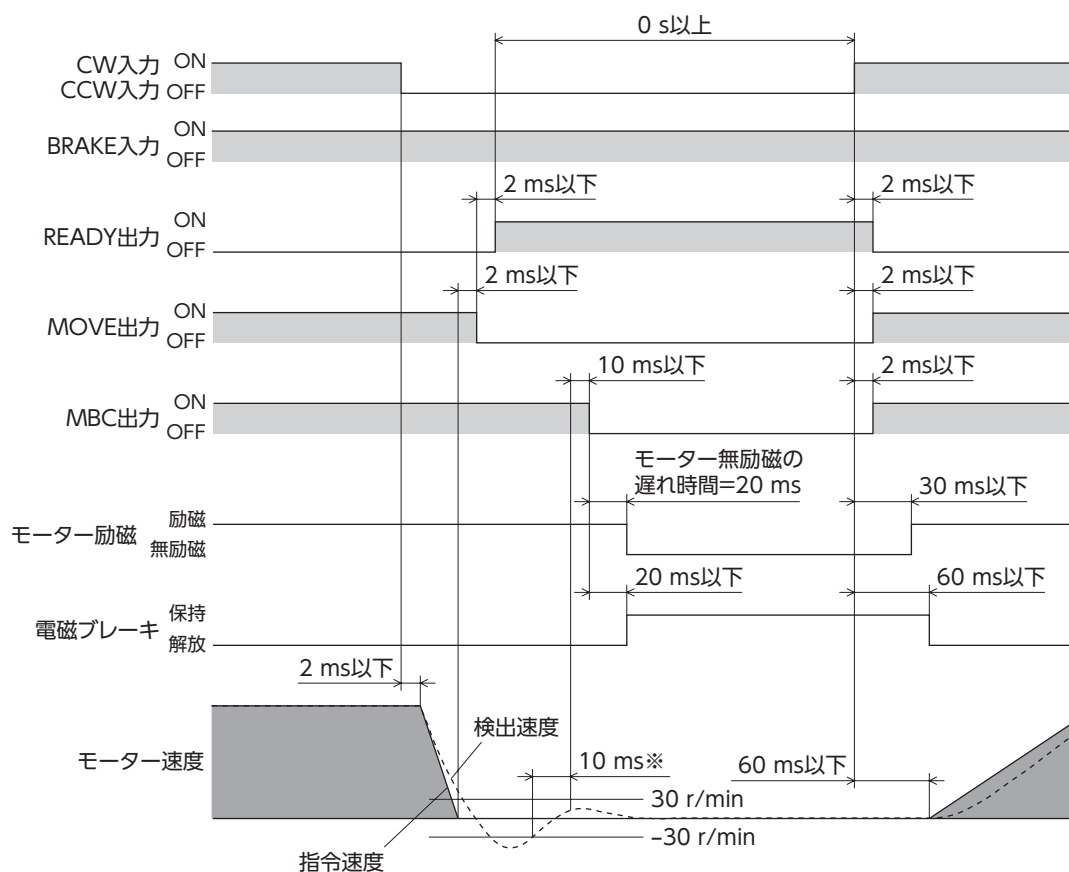 0 s以上
CW入力 ON
CCW入力 OFF
BRAKE入力 ON
OFF
2 ms以下
2 ms以下
READY出力 ON
OFF
2 ms以下
2 ms以下
MOVE出力 ON
OFF
10 ms以下
2 ms以下
MBC出力 ON
OFF
モーター無励磁の
遅れ時間=20 ms
30 ms以下
モーター励磁 励磁
無励磁
20 ms以下
60 ms以下
電磁ブレーキ 保持
解放
2 ms以下
検出速度
モーター速度
10 ms※
60 ms以下
30 r/min
–30 r/min
指令速度